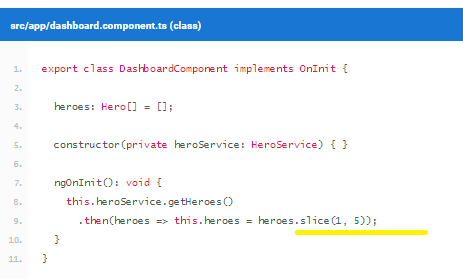 src/app/dashboard.component.ts (class)
1. export class DashboardComponent implements OnInit {
2.
3. heroes: Hero[] = [];
4.
5. constructor(private heroService: HeroService) { }
6.
7. ngOnInit(): void {
8. this.heroService.getHeroes()
9. .then(heroes => this.heroes = heroes.slice(1, 5));
10. }
11. }